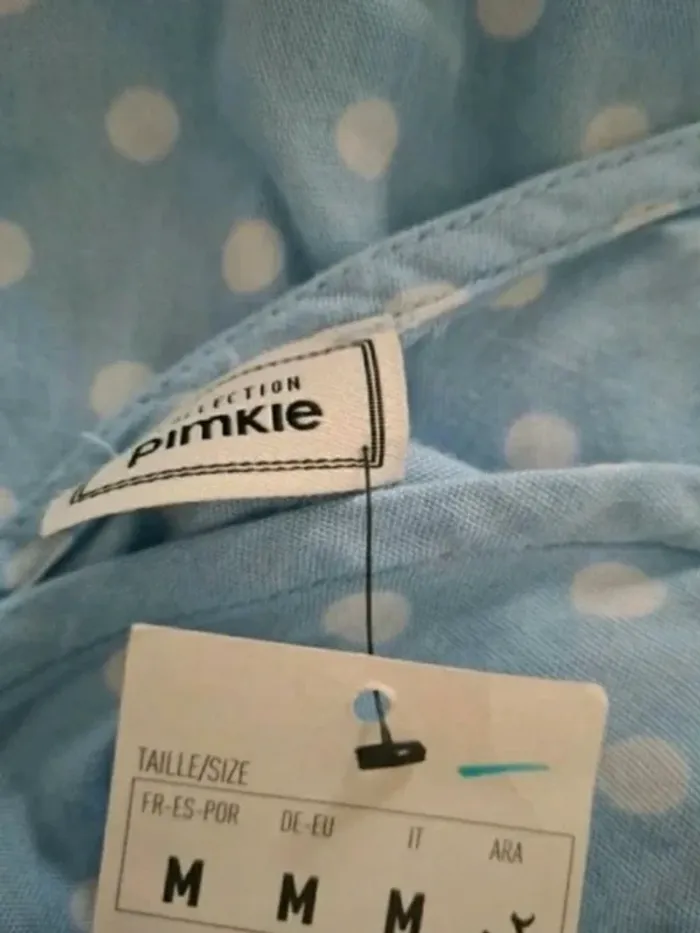 pimkie
TAILLE/SIZE
FR-ES-POR DE-EU IT ARA
M M M